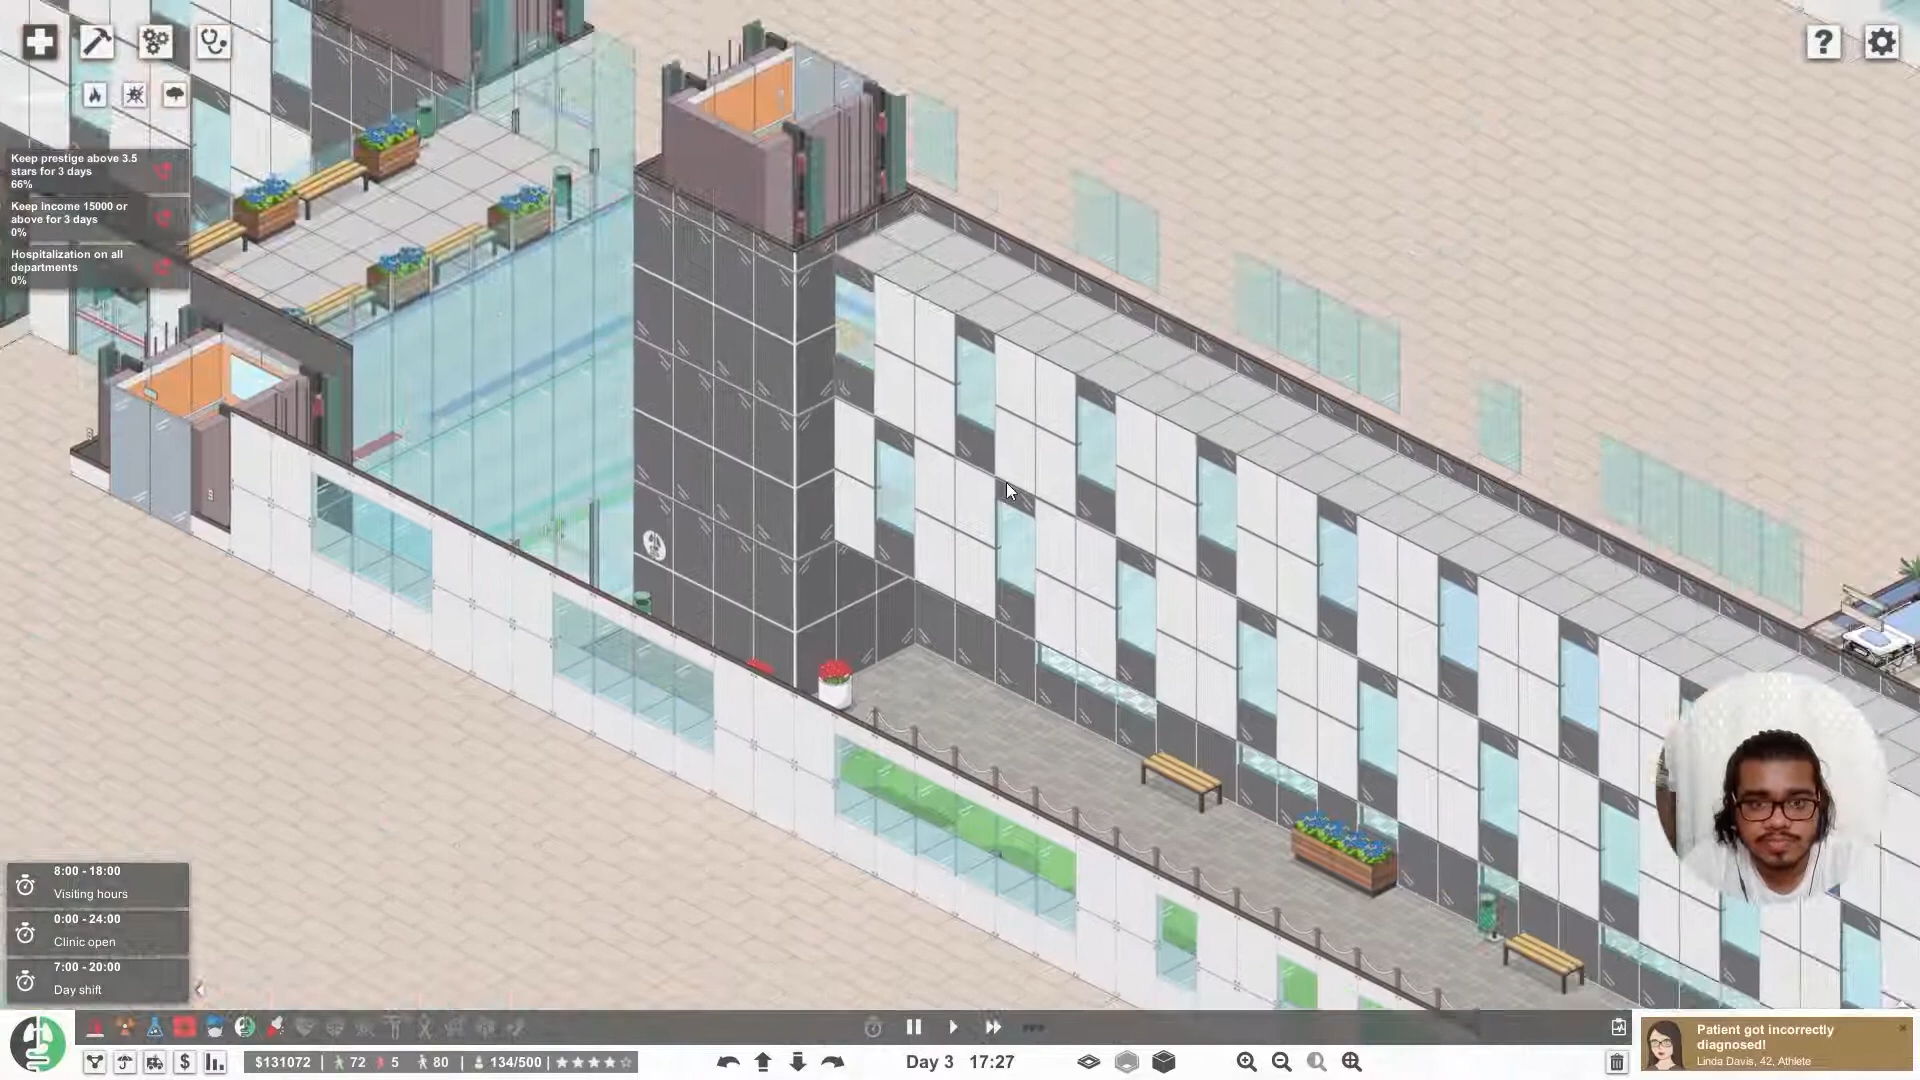 Keep prestige above 3.5
stars for 3 days
66%
Keep income 15000 or
above for 3 days
0%
Hospitalization on all
departments
0%
8:00 - 18:00
Visiting hours
0:00 - 24:00
Clinic open
7:00 - 20:00
Day shift
$131072 | 72 5 | 80 | 134/500 |
Day 3 17:27
Patient got incorrectly
diagnosed!
Linda Davis, 42, Athlete